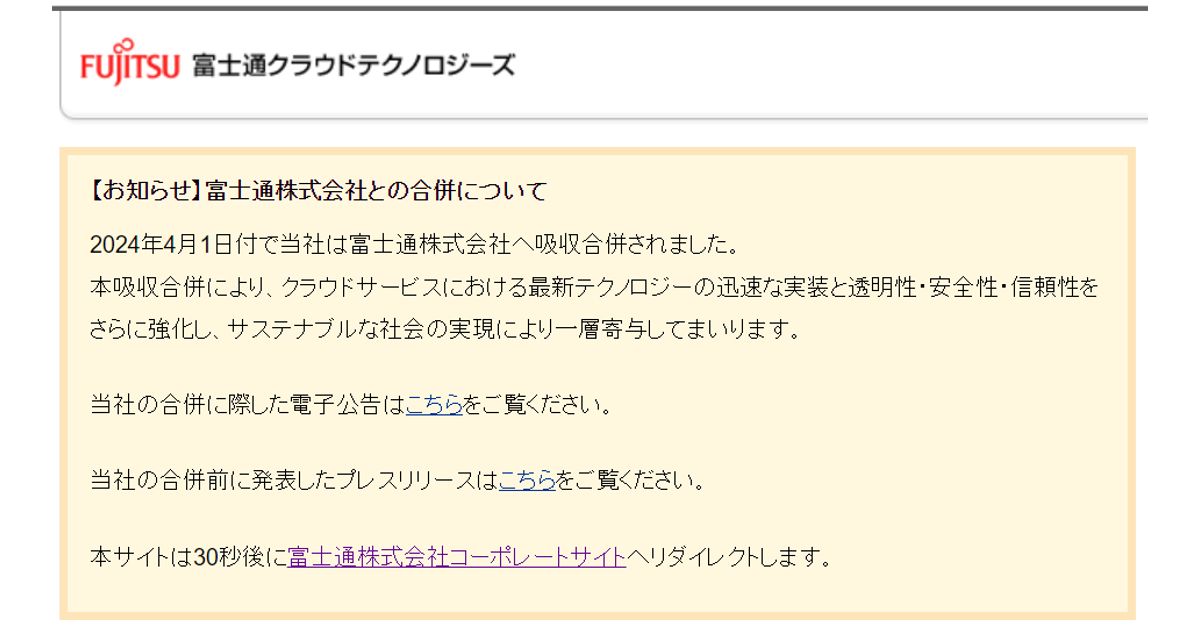 FUJITSU 富士通クラウドテクノロジーズ
【お知らせ】富士通株式会社との合併について
2024年4月1日付で当社は富士通株式会社へ吸収合併されました。
本吸収合併により、クラウドサービスにおける最新テクノロジーの迅速な実装と透明性・安全性・信頼性を
さらに強化し、サステナブルな社会の実現により一層寄与してまいります。
当社の合併に際した電子公告はこちらをご覧ください。
当社の合併前に発表したプレスリリースはこちらをご覧ください。
本サイトは30秒後に富士通株式会社コーポレートサイトへリダイレクトします。